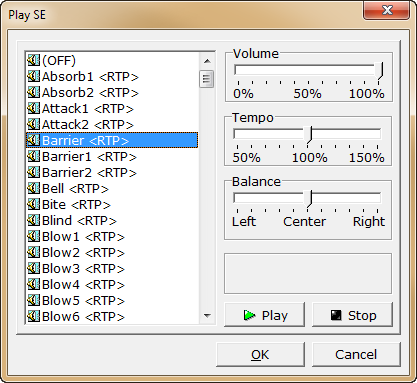 Play SE
(OFF)
Absorb1 <RTP>
Absorb2 <RTP>
Attack1 <RTP>
Attack2 <RTP>
Barrier <RTP>
Barrier1 <RTP>
Barrier2 <RTP>
Bell <RTP>
Bite <RTP>
Blind <RTP>
Blow1 <RTP>
Blow2 <RTP>
Blow3 <RTP>
Blow4 <RTP>
Blow5 <RTP>
Blow6 <RTP>
Volume
0% 50% 100%
Tempo
50% 100% 150%
Balance
Left Center Right
Play Stop
OK Cancel